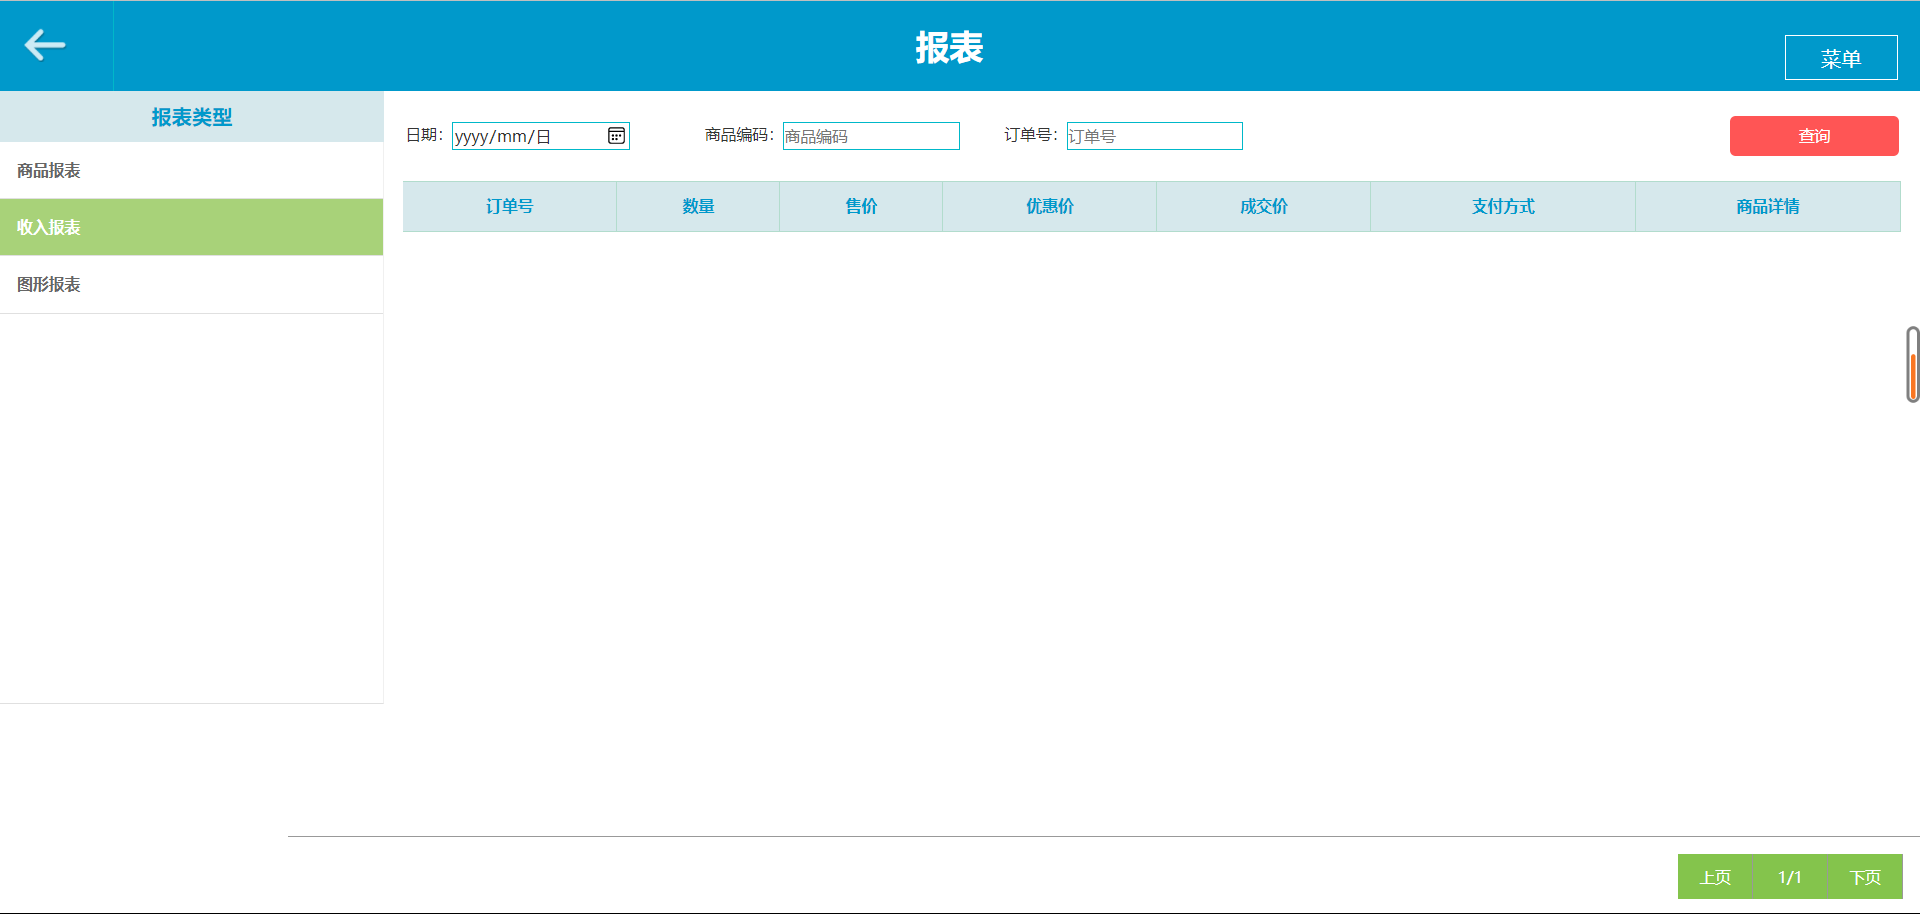 报表
菜单
报表类型
商品报表
收入报表
图形报表
日期： yyyy/mm/日 商品编码： 商品编码 订单号： 订单号 查询
订单号 数量 售价 优惠价 成交价 支付方式 商品详情
上页 1/1 下页